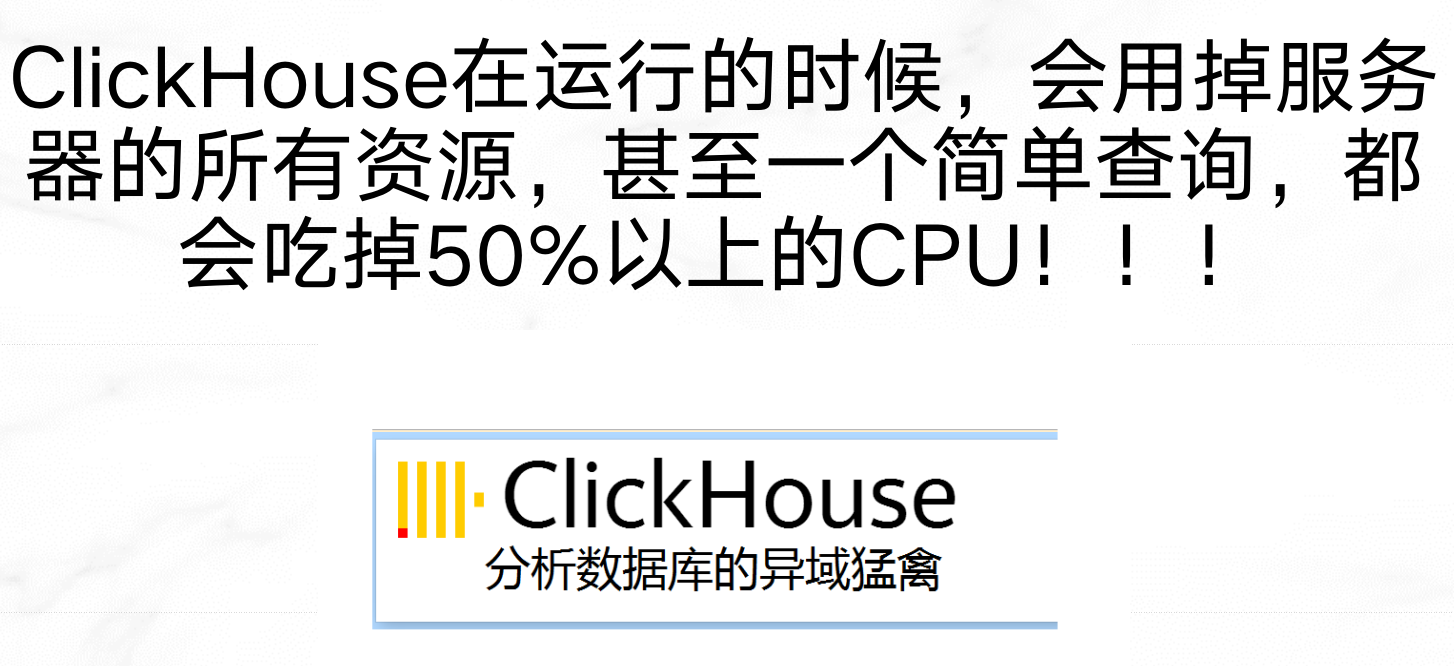 ClickHouse在运行的时候，会用掉服务
器的所有资源，甚至一个简单查询，都
会吃掉50%以上的CPU！！！
ClickHouse
分析数据库的异域猛禽